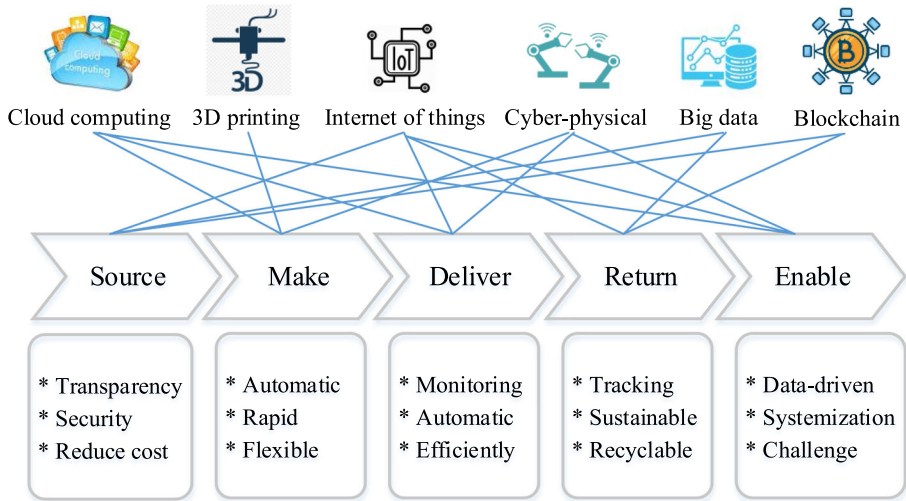 Cloud
computing
3D
IoT
Cloud computing
3D printing
Internet of things
Cyber-physical
Big data
Blockchain
Source
Make
Deliver
Return
Enable
* Transparency
* Security
* Reduce cost
* Automatic
* Rapid
* Flexible
* Monitoring
* Automatic
* Efficiently
* Tracking
* Sustainable
* Recyclable
* Data-driven
* Systemization
* Challenge